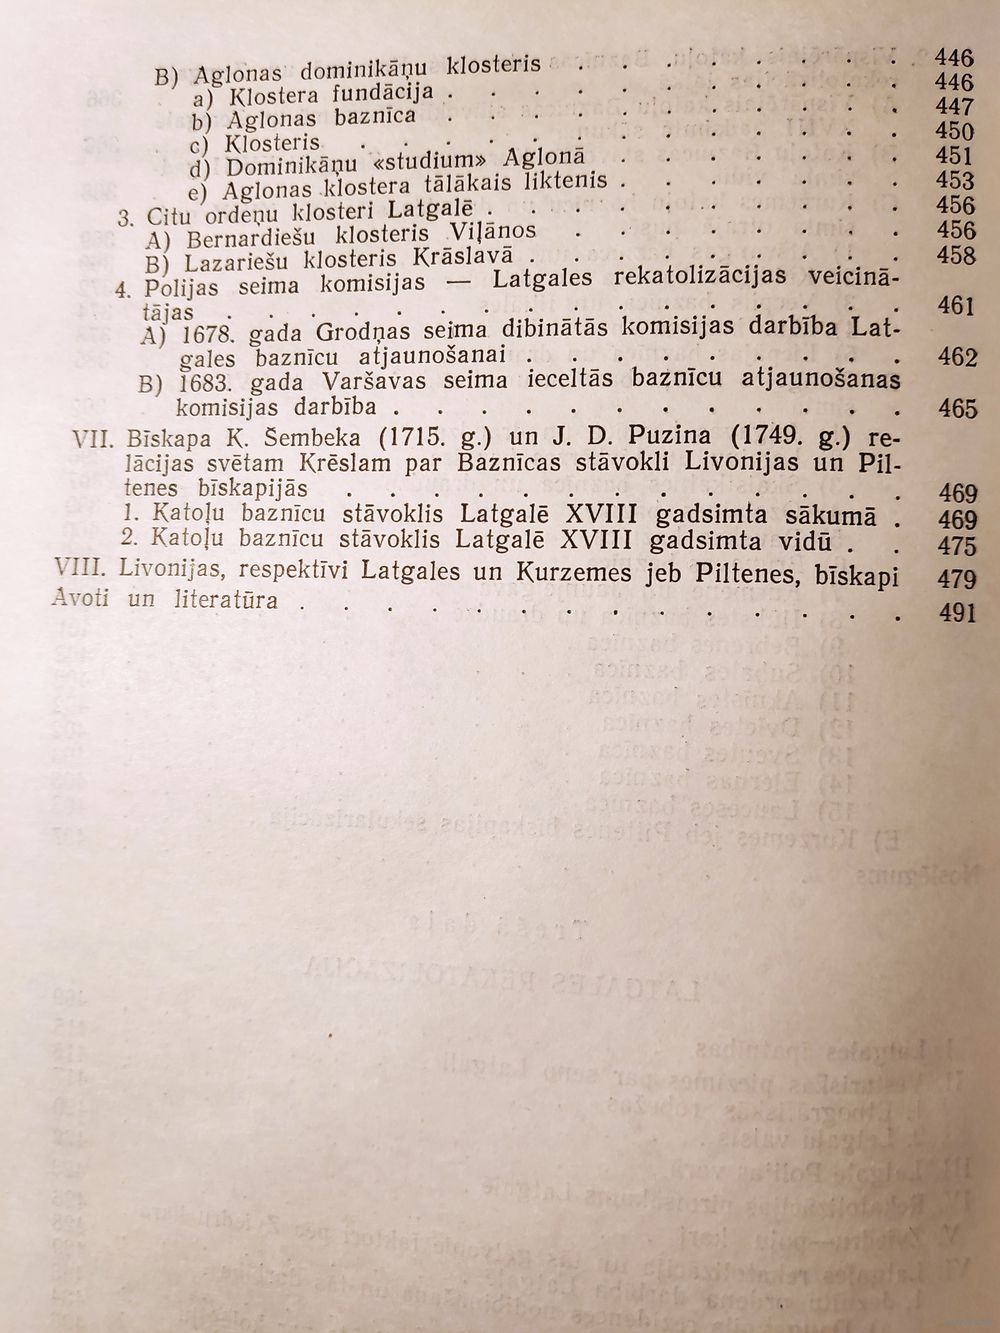 B) Aglonas dominikāņu klosteris . . . . . . . . 446
a) Klostera fundācija . . . . . . . . . . . 446
b) Aglonas baznīca . . . . . . . . . . . 447
c) Klosteris . . . . . . . . . . . . . 450
d) Dominikāņu «studium» Aglonā . . . . . . . 451
e) Aglonas klostera tālākais liktenis . . . . . . . 453
3. Citu ordeņu klosteri Latgalē . . . . . . . . . . 456
A) Bernardiešu klosteris Viļānos . . . . . . . . 456
B) Lazariešu klosteris Krāslavā . . . . . . . . . 458
4. Polijas seima komisijas — Latgales rekatolizācijas veicinā-
tājas . . . . . . . . . . . . . . . . 461
A) 1678. gada Grodņas seima dibinātās komisijas darbība Lat-
gales baznīcu atjaunošanai . . . . . . . . . 462
B) 1683. gada Varšavas seima ieceltās baznīcu atjaunošanas
komisijas darbība . . . . . . . . . . . . 465
VII. Bīskapa K. Šembeka (1715. g.) un J. D. Puzina (1749. g.) re-
lācijas svētam Krēslam par Baznīcas stāvokli Livonijas un Pil-
tenes bīskapijās . . . . . . . . . . . . . 469
1. Katoļu baznīcu stāvoklis Latgalē XVIII gadsimta sākumā . 469
2. Katoļu baznīcu stāvoklis Latgalē XVIII gadsimta vidū . . 475
VIII. Livonijas, respektīvi Latgales un Kurzemes jeb Piltenes, bīskapi 479
Avoti un literatūra . . . . . . . . . . . . . . 491